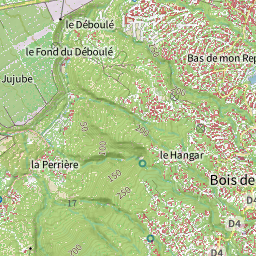 le Déboulé
le Fond du Déboulé
Bas de mon Rep
Jujube
le Hangar
la Perrière
Bois de
17
150
200
250
D4
D4
D4